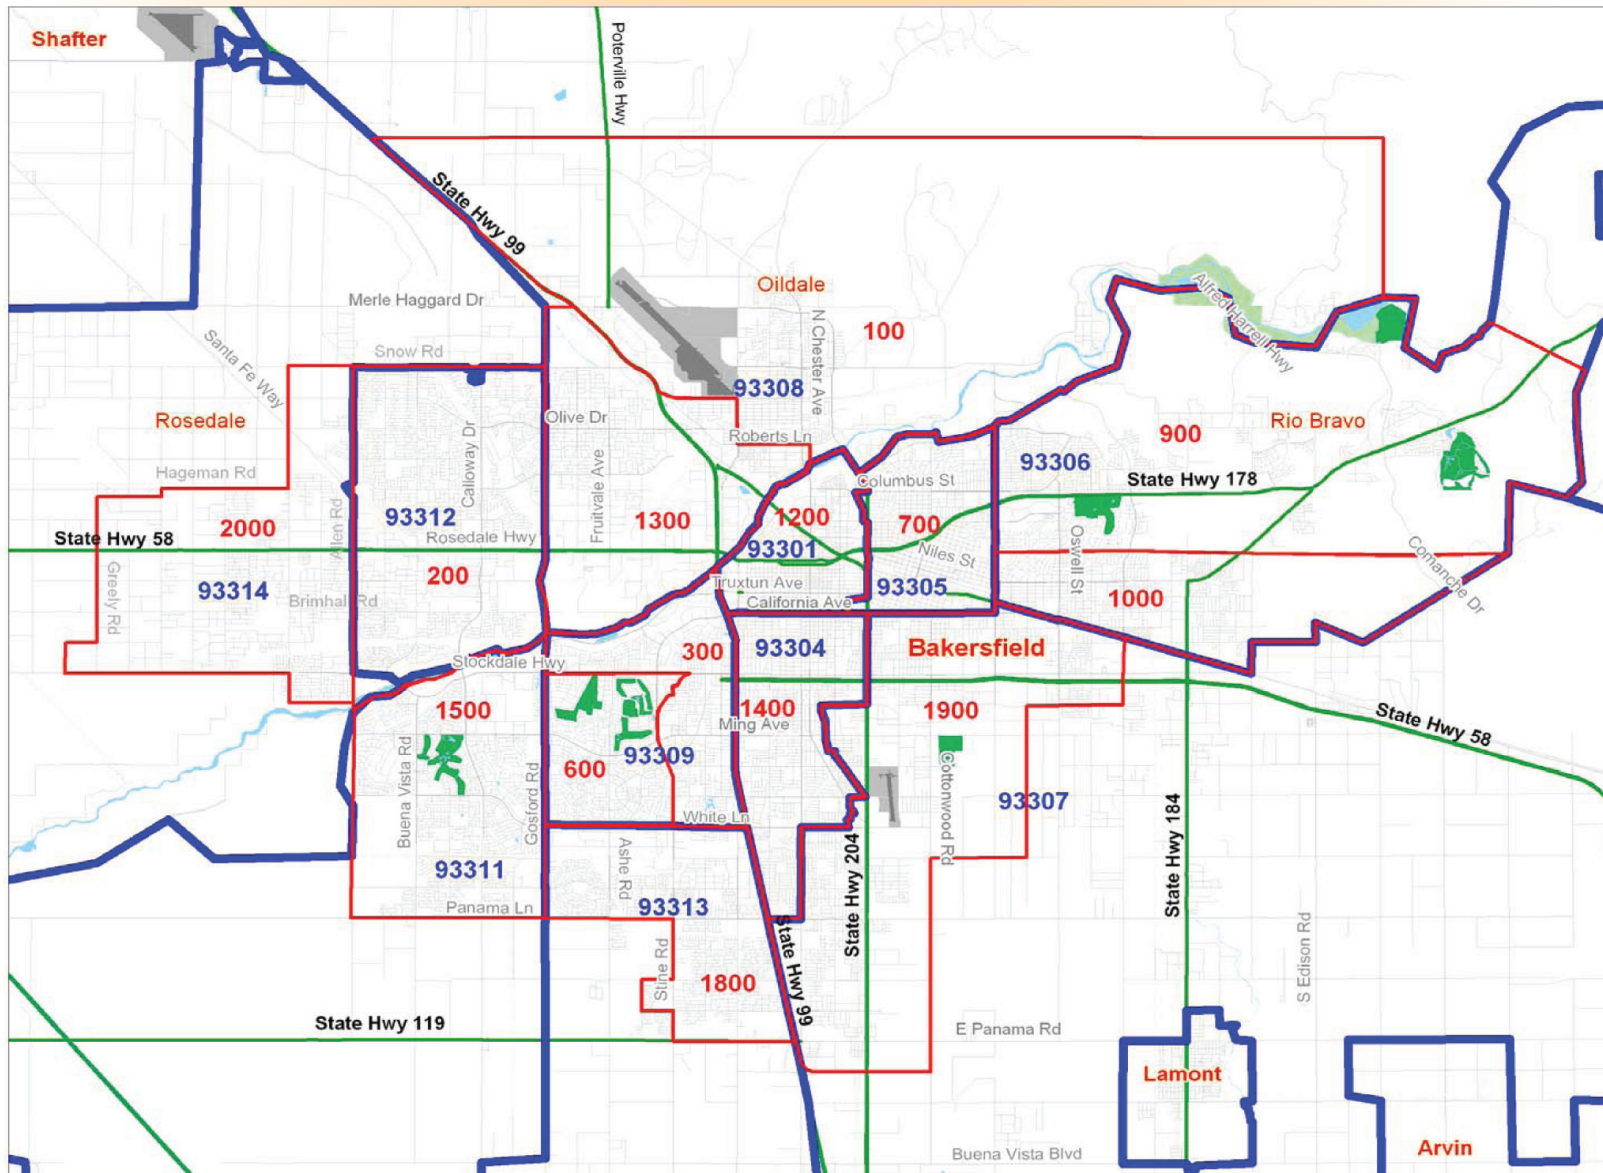 Shafter
Poterville Hwy
State Hwy 99
Oildale
Merle Haggard Dr
N Chester Ave
100
Alfred Harrell Hwy
Santa Fe Way
Snow Rd
93308
Rosedale
Olive Dr
Roberts Ln
900
Rio Bravo
Calloway Dr
Hageman Rd
Fruitvale Ave
93306
Columbus St
State Hwy 178
Allen Rd
2000
93312
1300
1200
700
State Hwy 58
Rosedale Hwy
93301
Niles St
Oswell St
Comanche Dr
Greely Rd
93314
200
Truxtun Ave
93305
Brimhall Rd
California Ave
1000
Stockdale Hwy
300
93304
Bakersfield
1500
1400
Ming Ave
1900
State Hwy 58
Buena Vista Rd
Gosford Rd
600
93309
Cottonwood Rd
93307
White Ln
State Hwy 184
93311
Ashe Rd
State Hwy 204
Panama Ln
93313
State Hwy 99
Stine Rd
1800
S Edison Rd
State Hwy 119
E Panama Rd
Lamont
Buena Vista Blvd
Arvin